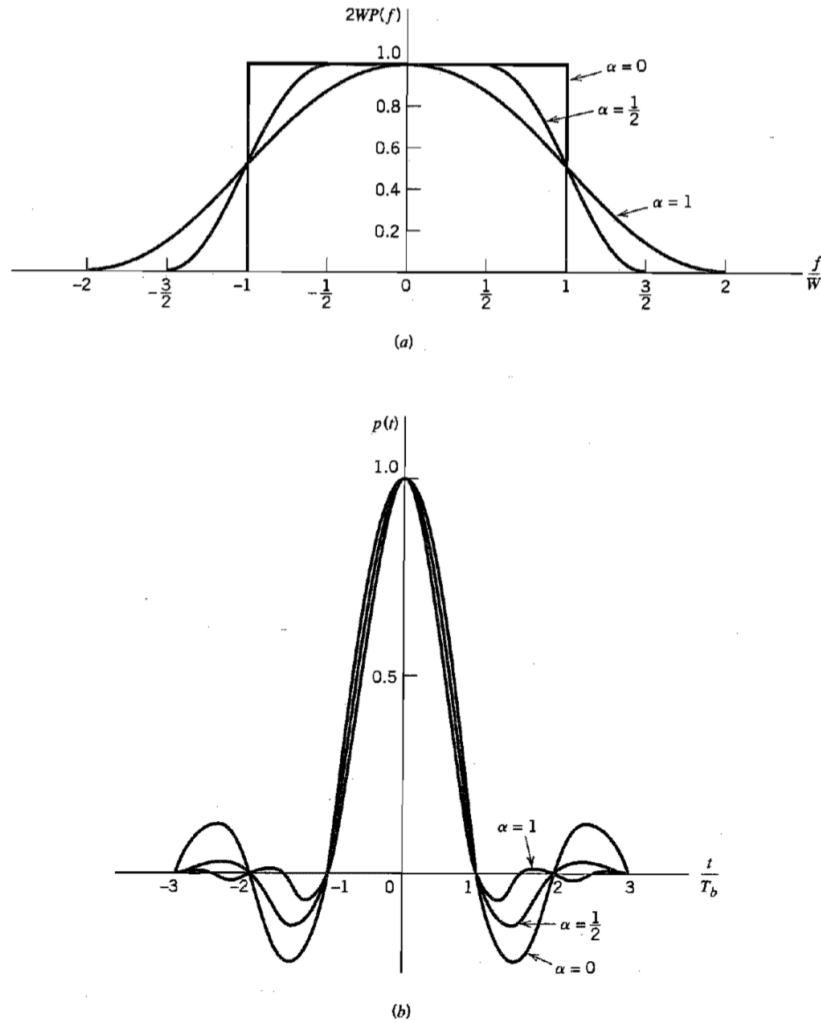 2WP(f)
1.0
α = 0
0.8
α = 1/2
0.6
0.4
α = 1
0.2
-2 -3/2 -1 -1/2 0 1/2 1 3/2 2 f/W
(a)
p(t)
1.0
0.5
α = 1
-3 -2 -1 0 1 2 3 t/T_b
α = 1/2
α = 0
(b)